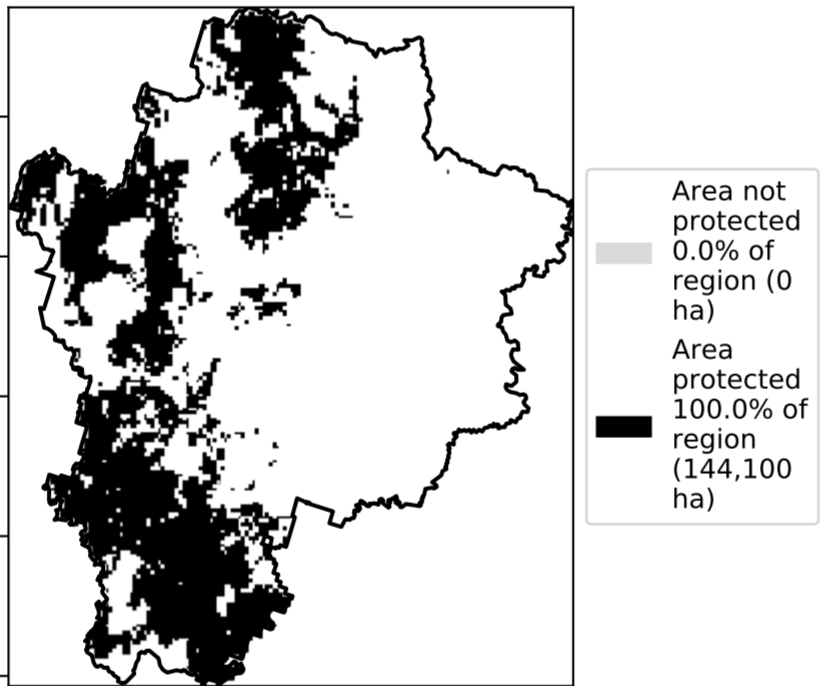 Area not
protected
0.0% of
region (0
ha)
Area
protected
100.0% of
region
(144,100
ha)